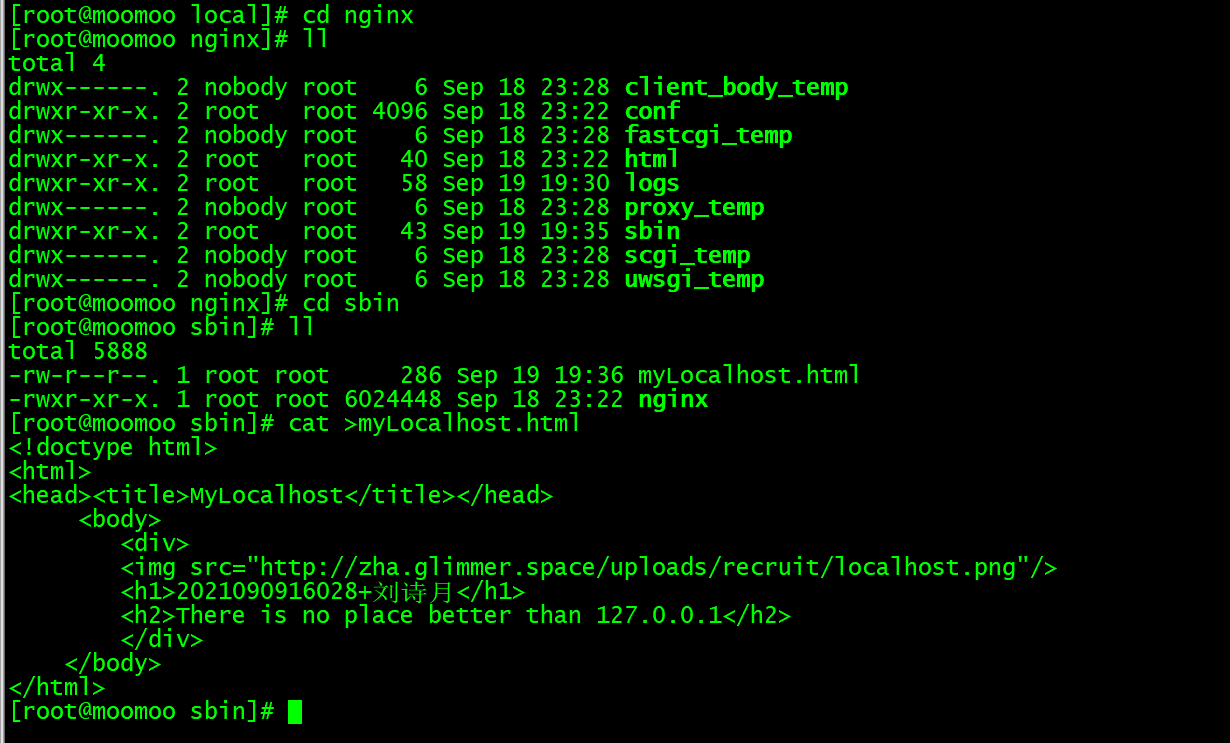 [root@moomoo local]# cd nginx
[root@moomoo nginx]# ll
total 4
drwx------. 2 nobody root    6 Sep 18 23:28 client_body_temp
drwxr-xr-x. 2 root   root 4096 Sep 18 23:22 conf
drwx------. 2 nobody root    6 Sep 18 23:28 fastcgi_temp
drwxr-xr-x. 2 root   root   40 Sep 18 23:22 html
drwxr-xr-x. 2 root   root   58 Sep 19 19:30 logs
drwx------. 2 nobody root    6 Sep 18 23:28 proxy_temp
drwxr-xr-x. 2 root   root   43 Sep 19 19:35 sbin
drwx------. 2 nobody root    6 Sep 18 23:28 scgi_temp
drwx------. 2 nobody root    6 Sep 18 23:28 uwsgi_temp
[root@moomoo nginx]# cd sbin
[root@moomoo sbin]# ll
total 5888
-rw-r--r--. 1 root root     286 Sep 19 19:36 myLocalhost.html
-rwxr-xr-x. 1 root root 6024448 Sep 18 23:22 nginx
[root@moomoo sbin]# cat >myLocalhost.html
<!doctype html>
<html>
<head><title>MyLocalhost</title></head>
     <body>
        <div>
        <img src="http://zha.glimmer.space/uploads/recruit/localhost.png"/>
        <h1>2021090916028+刘诗月</h1>
        <h2>There is no place better than 127.0.0.1</h2>
        </div>
    </body>
</html>
[root@moomoo sbin]#